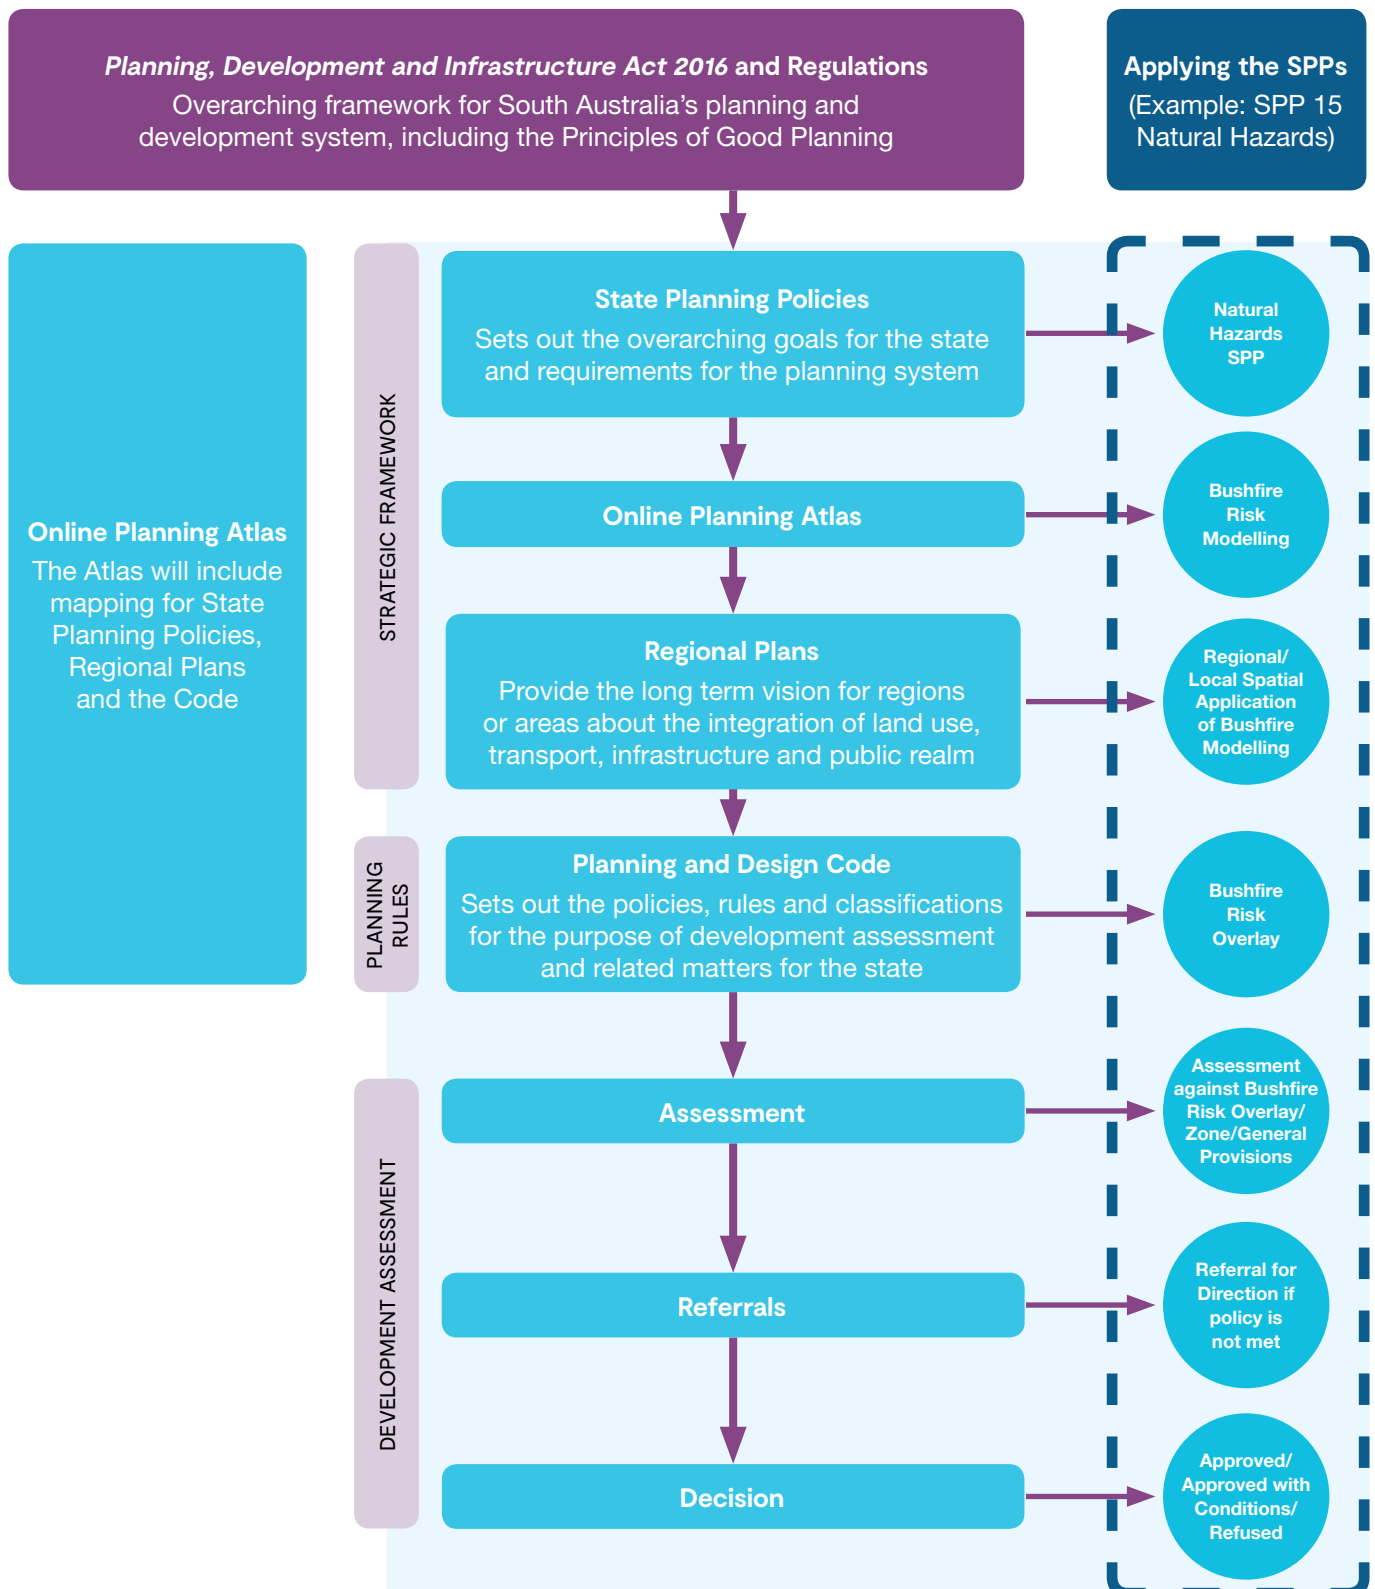 Planning, Development and Infrastructure Act 2016 and Regulations
Overarching framework for South Australia's planning and
development system, including the Principles of Good Planning
Applying the SPPs
(Example: SPP 15
Natural Hazards)
Online Planning Atlas
The Atlas will include
mapping for State
Planning Policies,
Regional Plans
and the Code
STRATEGIC FRAMEWORK
State Planning Policies
Sets out the overarching goals for the state
and requirements for the planning system
Natural
Hazards
SPP
Online Planning Atlas
Bushfire
Risk
Modelling
Regional Plans
Provide the long term vision for regions
or areas about the integration of land use,
transport, infrastructure and public realm
Regional/
Local Spatial
Application
of Bushfire
Modelling
PLANNING
RULES
Planning and Design Code
Sets out the policies, rules and classifications
for the purpose of development assessment
and related matters for the state
Bushfire
Risk
Overlay
DEVELOPMENT ASSESSMENT
Assessment
Assessment
against Bushfire
Risk Overlay/
Zone/General
Provisions
Referrals
Referral for
Direction if
policy is
not met
Decision
Approved/
Approved with
Conditions/
Refused